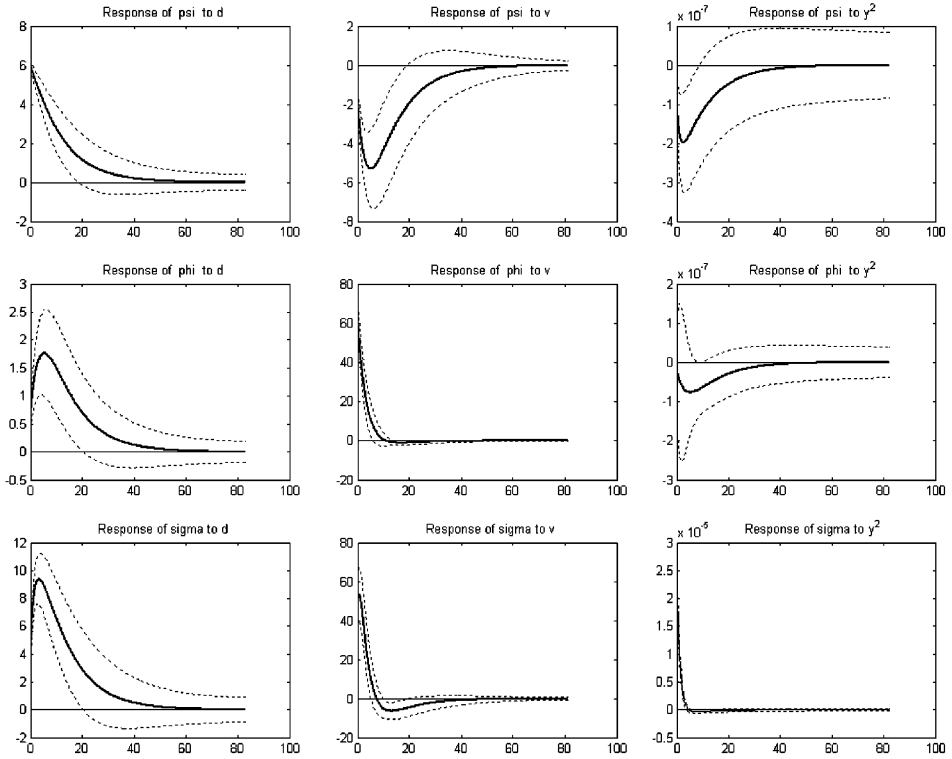 Response of psi to d
6
4
2
0
-2
0 20 40 60 80 100
Response of psi to v
2
0
-2
-4
-6
-8
0 20 40 60 80 100
x 10^-7
Response of psi to y^2
1
0
-1
-2
-3
-4
0 20 40 60 80 100
Response of phi to d
3
2.5
2
1.5
1
0.5
0
-0.5
0 20 40 60 80 100
Response of phi to v
80
60
40
20
0
-20
0 20 40 60 80 100
x 10^-7
Response of phi to y^2
2
1
0
-1
-2
-3
0 20 40 60 80 100
Response of sigma to d
12
10
8
6
4
2
0
-2
0 20 40 60 80 100
Response of sigma to v
80
60
40
20
0
-20
0 20 40 60 80 100
x 10^-5
Response of sigma to y^2
3
2.5
2
1.5
1
0.5
0
-0.5
0 20 40 60 80 100